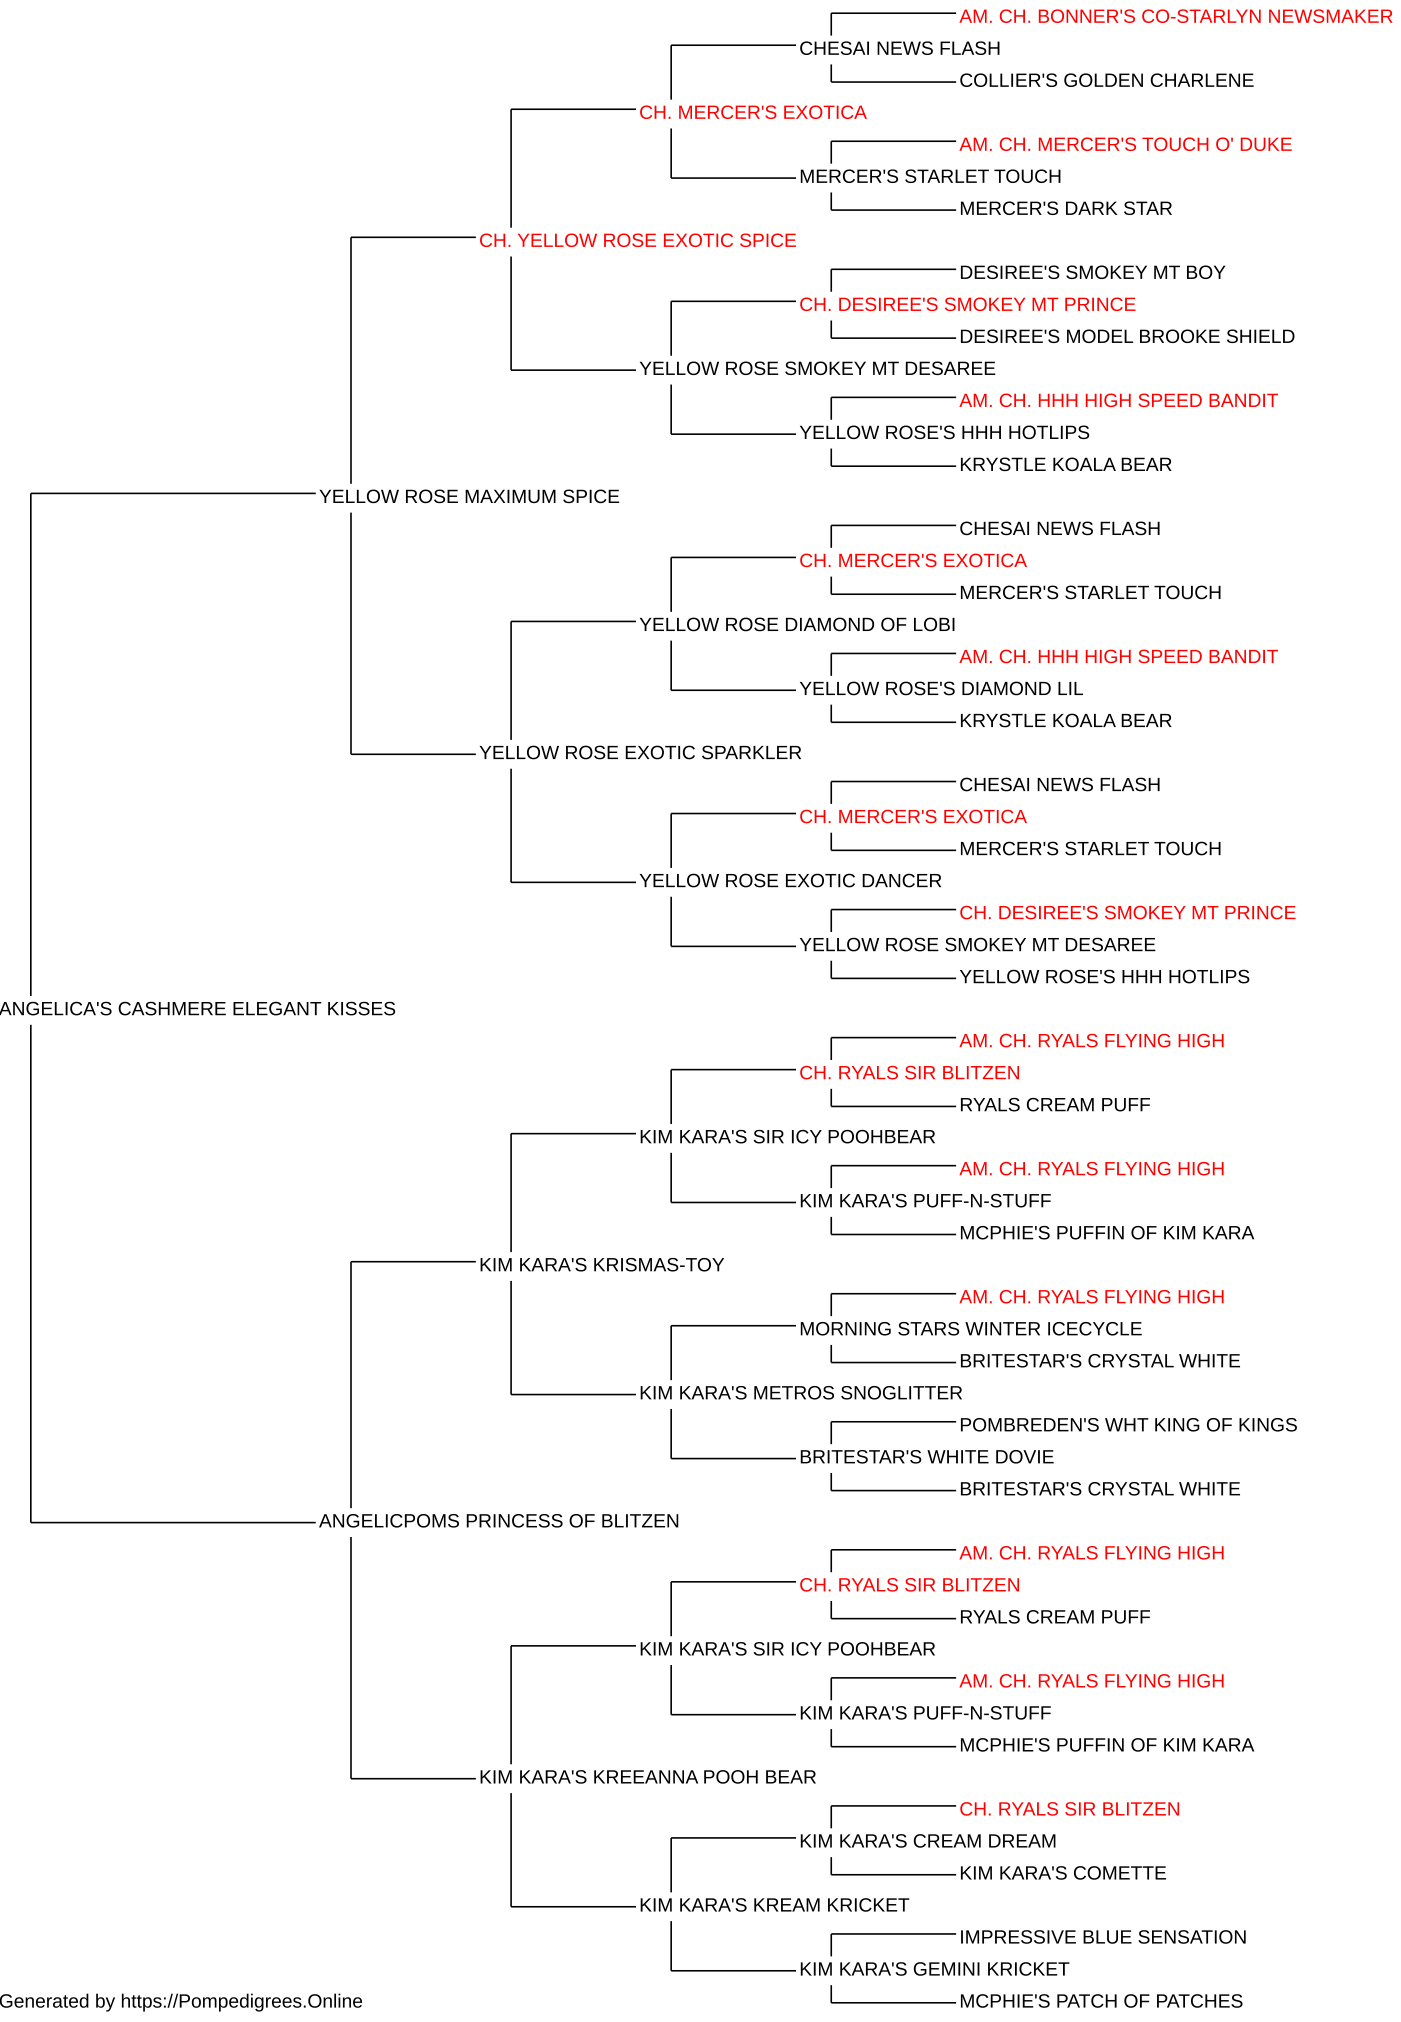 AM. CH. BONNER'S CO-STARLYN NEWSMAKER
CHESAI NEWS FLASH
COLLIER'S GOLDEN CHARLENE
CH. MERCER'S EXOTICA
AM. CH. MERCER'S TOUCH O' DUKE
MERCER'S STARLET TOUCH
MERCER'S DARK STAR
CH. YELLOW ROSE EXOTIC SPICE
DESIREE'S SMOKEY MT BOY
CH. DESIREE'S SMOKEY MT PRINCE
DESIREE'S MODEL BROOKE SHIELD
YELLOW ROSE SMOKEY MT DESAREE
AM. CH. HHH HIGH SPEED BANDIT
YELLOW ROSE'S HHH HOTLIPS
KRYSTLE KOALA BEAR
YELLOW ROSE MAXIMUM SPICE
CHESAI NEWS FLASH
CH. MERCER'S EXOTICA
MERCER'S STARLET TOUCH
YELLOW ROSE DIAMOND OF LOBI
AM. CH. HHH HIGH SPEED BANDIT
YELLOW ROSE'S DIAMOND LIL
KRYSTLE KOALA BEAR
YELLOW ROSE EXOTIC SPARKLER
CHESAI NEWS FLASH
CH. MERCER'S EXOTICA
MERCER'S STARLET TOUCH
YELLOW ROSE EXOTIC DANCER
CH. DESIREE'S SMOKEY MT PRINCE
YELLOW ROSE SMOKEY MT DESAREE
YELLOW ROSE'S HHH HOTLIPS
ANGELICA'S CASHMERE ELEGANT KISSES
AM. CH. RYALS FLYING HIGH
CH. RYALS SIR BLITZEN
RYALS CREAM PUFF
KIM KARA'S SIR ICY POOHBEAR
AM. CH. RYALS FLYING HIGH
KIM KARA'S PUFF-N-STUFF
MCPHIE'S PUFFIN OF KIM KARA
KIM KARA'S KRISMAS-TOY
AM. CH. RYALS FLYING HIGH
MORNING STARS WINTER ICECYCLE
BRITESTAR'S CRYSTAL WHITE
KIM KARA'S METROS SNOGLITTER
POMBREDEN'S WHT KING OF KINGS
BRITESTAR'S WHITE DOVIE
BRITESTAR'S CRYSTAL WHITE
ANGELICPOMS PRINCESS OF BLITZEN
AM. CH. RYALS FLYING HIGH
CH. RYALS SIR BLITZEN
RYALS CREAM PUFF
KIM KARA'S SIR ICY POOHBEAR
AM. CH. RYALS FLYING HIGH
KIM KARA'S PUFF-N-STUFF
MCPHIE'S PUFFIN OF KIM KARA
KIM KARA'S KREEANNA POOH BEAR
CH. RYALS SIR BLITZEN
KIM KARA'S CREAM DREAM
KIM KARA'S COMETTE
KIM KARA'S KREAM KRICKET
IMPRESSIVE BLUE SENSATION
KIM KARA'S GEMINI KRICKET
MCPHIE'S PATCH OF PATCHES
Generated by https://Pompedigrees.Online